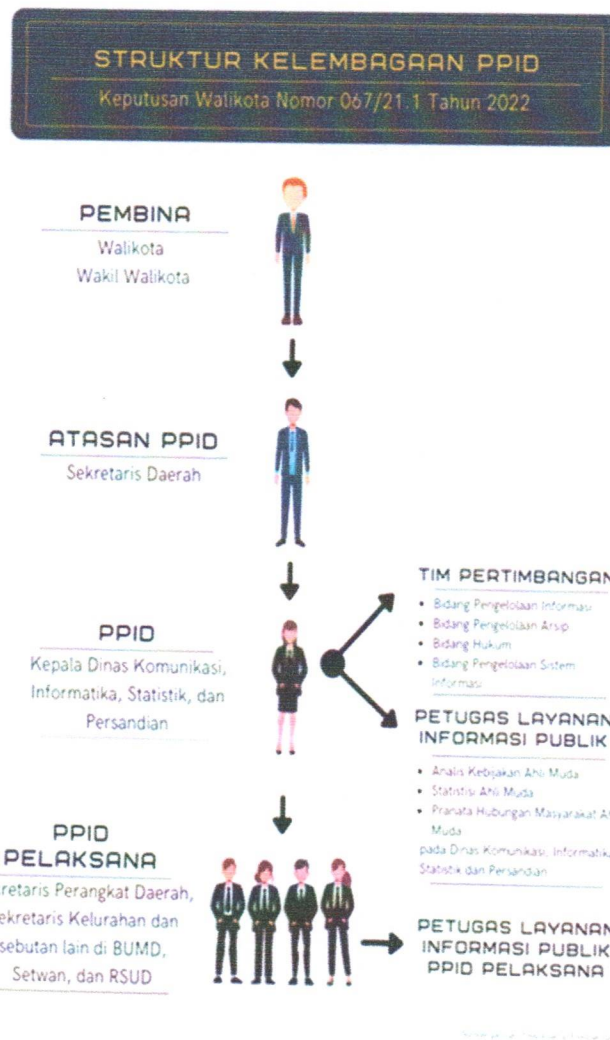 STRUKTUR KELEMBAGAAN PPID
Keputusan Walikota Nomor 067/21.1 Tahun 2022
PEMBINA
Walikota
Wakil Walikota
ATASAN PPID
Sekretaris Daerah
PPID
Kepala Dinas Komunikasi,
Informatika, Statistik, dan
Persandian
TIM PERTIMBANGAN
• Bidang Pengelolaan Informasi
• Bidang Pengelolaan Arsip
• Bidang Hukum
• Bidang Pengelolaan Sistem
Informasi
PETUGAS LAYANAN
INFORMASI PUBLIK
• Analis Kebijakan Ahli Muda
• Statistisi Ahli Muda
• Pranata Hubungan Masyarakat Ah
Muda
pada Dinas Komunikasi, Informatika
Statistik dan Persandian
PPID
PELAKSANA
retaris Perangkat Daerah,
ekretaris Kelurahan dan
sebutan lain di BUMD,
Setwan, dan RSUD
PETUGAS LAYANAN
INFORMASI PUBLIK
PPID PELAKSANA